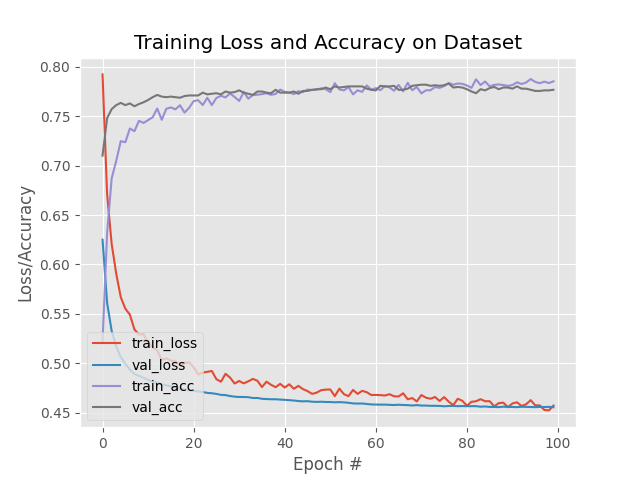 Training Loss and Accuracy on Dataset
Loss/Accuracy
0.80
0.75
0.70
0.65
0.60
0.55
0.50
0.45
train_loss
val_loss
train_acc
val_acc
0 20 40 60 80 100
Epoch #